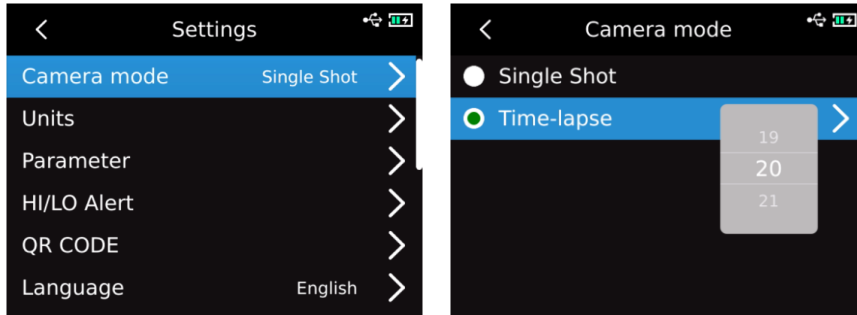 Settings
Camera mode Single Shot
Units
Parameter
HI/LO Alert
QR CODE
Language English
Camera mode
Single Shot
Time-lapse
19
20
21